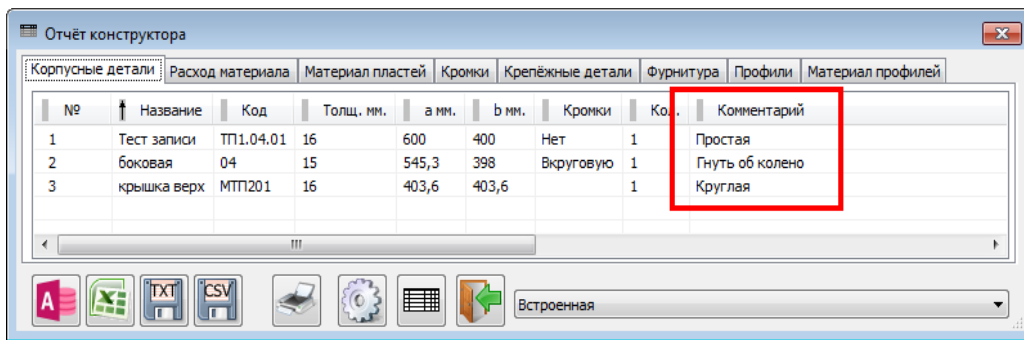 Отчёт конструктора
Корпусные детали Расход материала Материал пластей Кромки Крепёжные детали Фурнитура Профили Материал профилей
№ Название Код Толщ. мм. a мм. b мм. Кромки Кол. Комментарий
1 Тест записи ТП1.04.01 16 600 400 Нет 1 Простая
2 боковая 04 15 545,3 398 Вкруговую 1 Гнуть об колено
3 крышка верх МТП201 16 403,6 403,6 1 Круглая
A X TXT CSV Встроенная